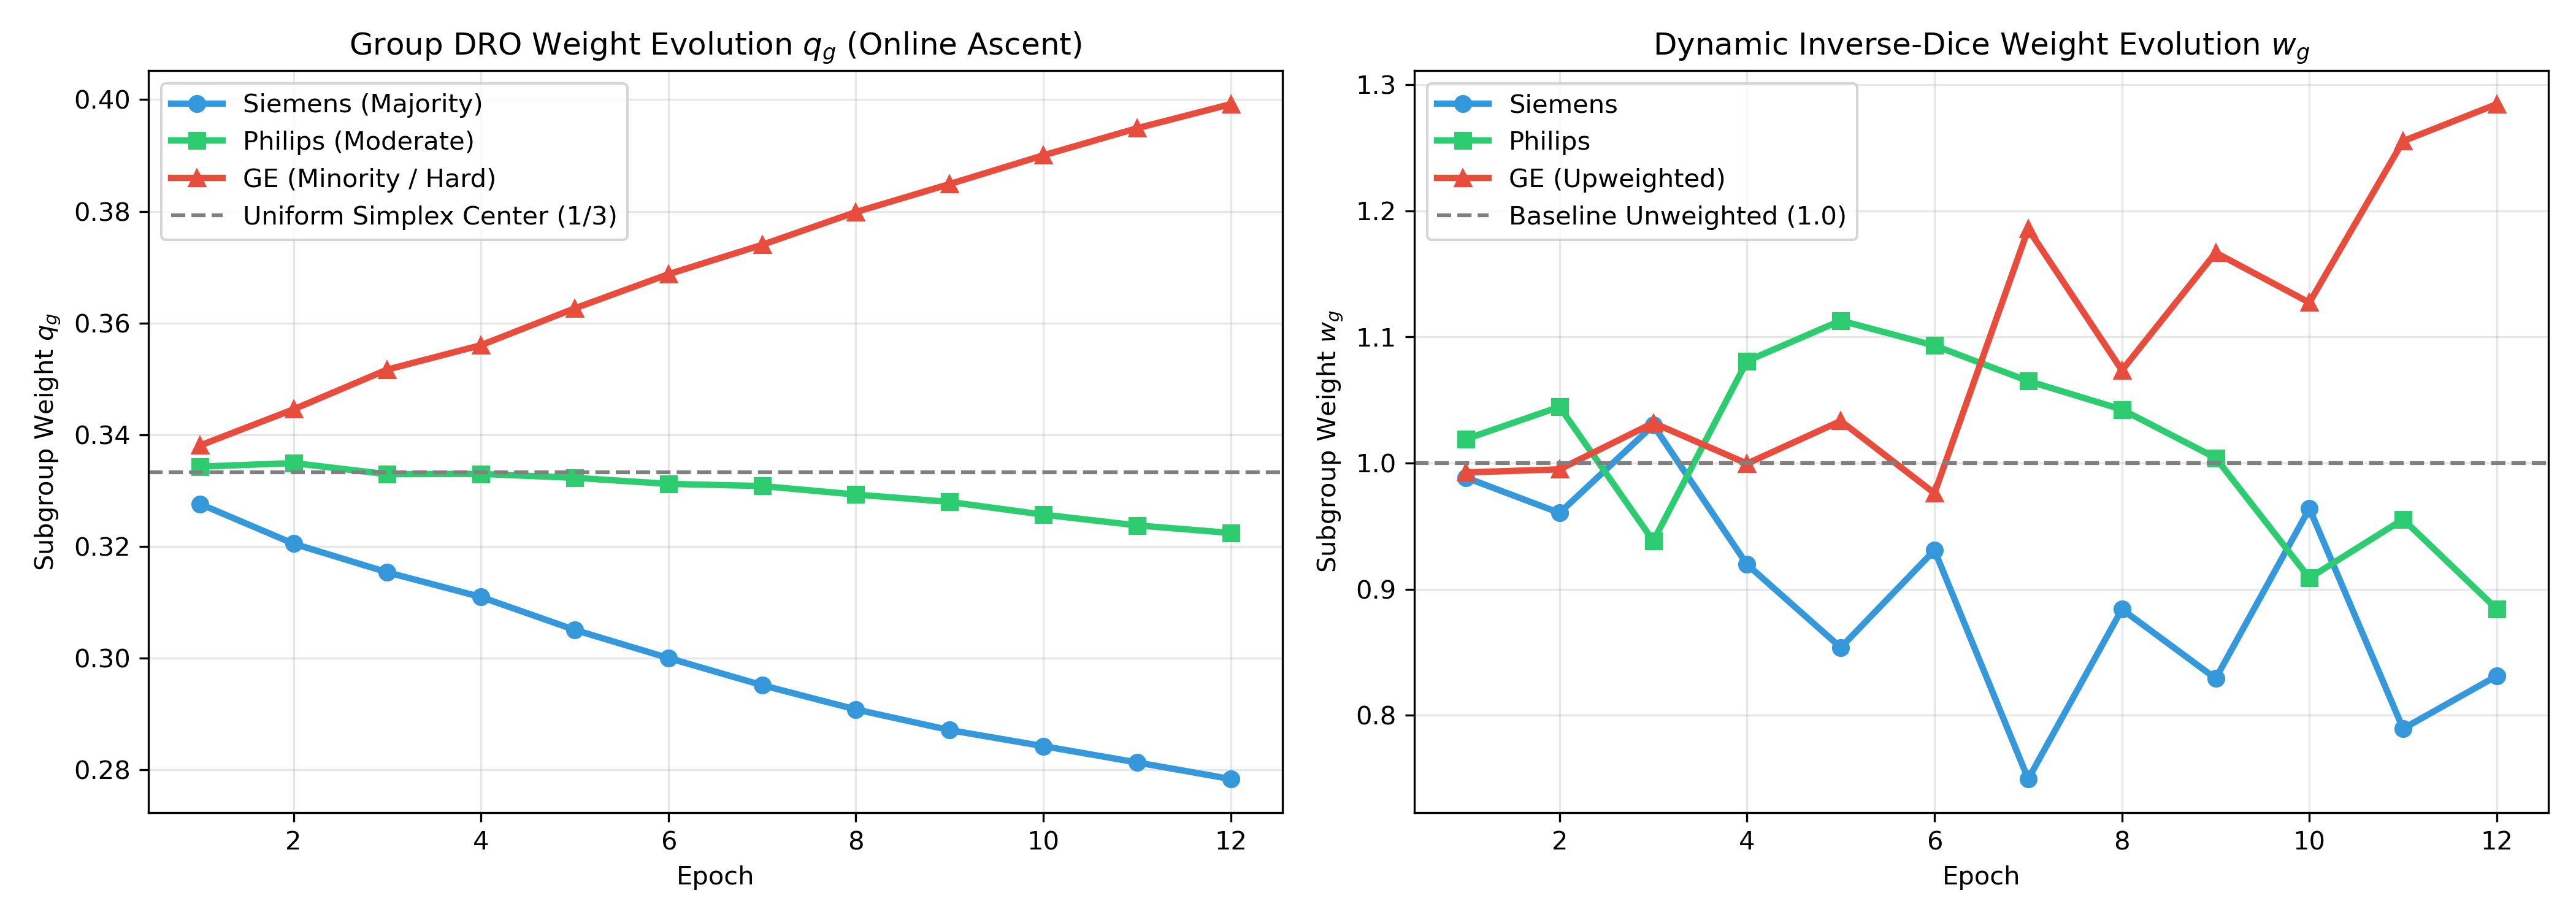 Group DRO Weight Evolution q_g (Online Ascent)
Siemens (Majority)
Philips (Moderate)
GE (Minority / Hard)
Uniform Simplex Center (1/3)
Subgroup Weight q_g
0.40
0.38
0.36
0.34
0.32
0.30
0.28
2 4 6 8 10 12
Epoch
Dynamic Inverse-Dice Weight Evolution w_g
Siemens
Philips
GE (Upweighted)
Baseline Unweighted (1.0)
Subgroup Weight w_g
1.3
1.2
1.1
1.0
0.9
0.8
2 4 6 8 10 12
Epoch